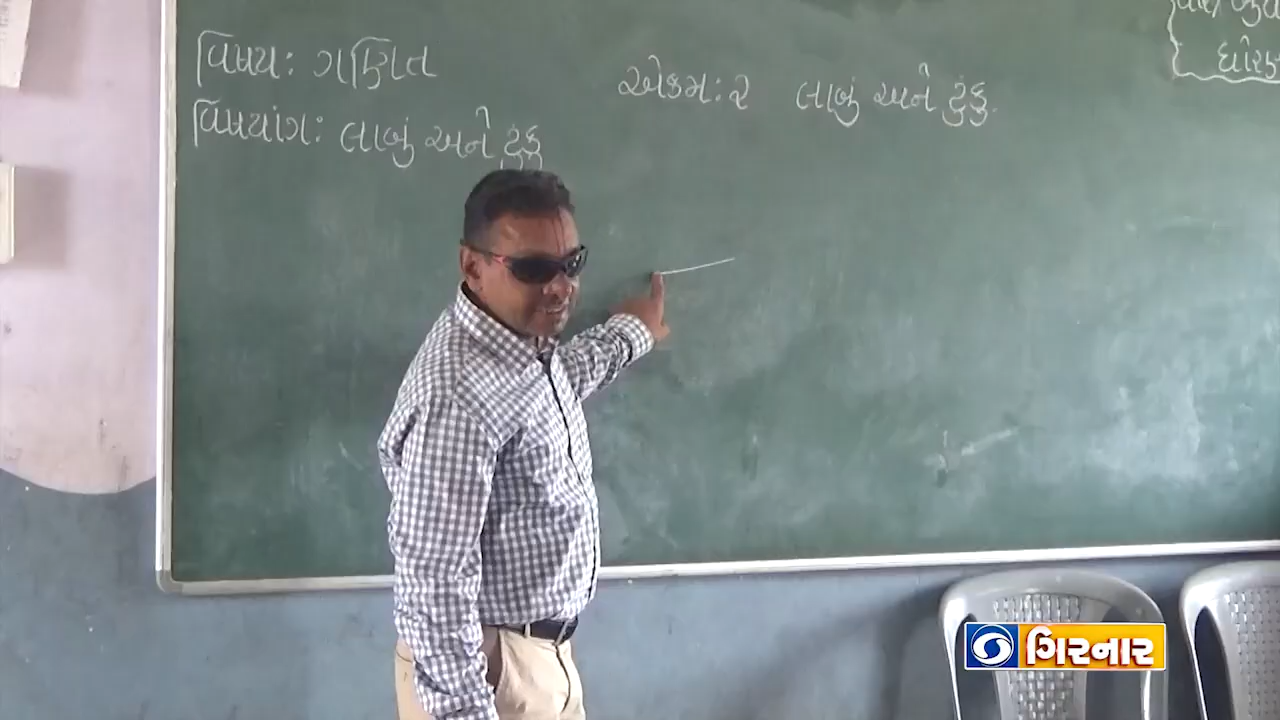 વિષય: ગણિત
વિષયાંગ: લાબું અને ટુંકુ
એકમ: ૨ લાબું અને ટુંકુ.
ગિરનાર